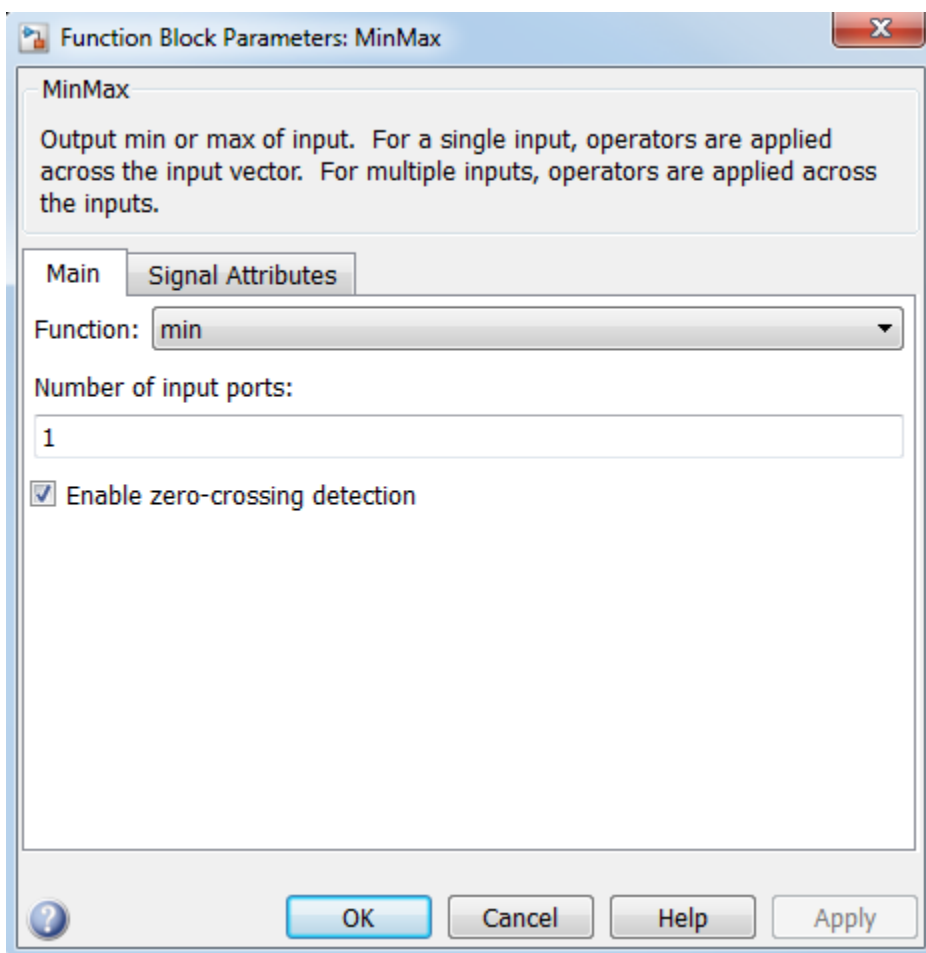 Function Block Parameters: MinMax
X
MinMax
Output min or max of input. For a single input, operators are applied
across the input vector. For multiple inputs, operators are applied across
the inputs.
Main Signal Attributes
Function: min
Number of input ports:
1
Enable zero-crossing detection
? OK Cancel Help Apply